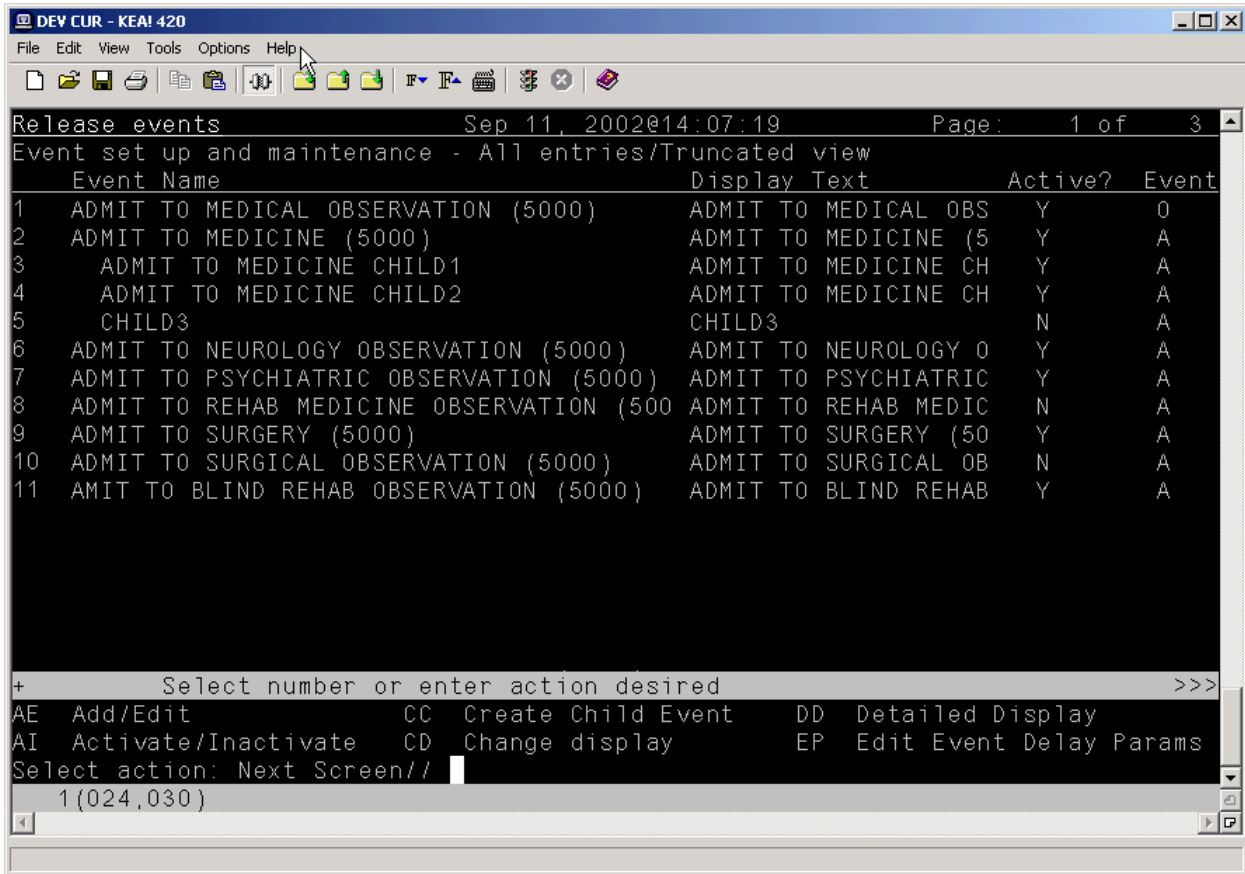 DEV CUR - KEA! 420
File Edit View Tools Options Help
Release events Sep 11, 2002@14:07:19 Page: 1 of 3
Event set up and maintenance - All entries/Truncated view
Event Name Display Text Active? Event
1 ADMIT TO MEDICAL OBSERVATION (5000) ADMIT TO MEDICAL OBS Y O
2 ADMIT TO MEDICINE (5000) ADMIT TO MEDICINE (5 Y A
3 ADMIT TO MEDICINE CHILD1 ADMIT TO MEDICINE CH Y A
4 ADMIT TO MEDICINE CHILD2 ADMIT TO MEDICINE CH Y A
5 CHILD3 CHILD3 N A
6 ADMIT TO NEUROLOGY OBSERVATION (5000) ADMIT TO NEUROLOGY O Y A
7 ADMIT TO PSYCHIATRIC OBSERVATION (5000) ADMIT TO PSYCHIATRIC Y A
8 ADMIT TO REHAB MEDICINE OBSERVATION (500 ADMIT TO REHAB MEDIC N A
9 ADMIT TO SURGERY (5000) ADMIT TO SURGERY (50 Y A
10 ADMIT TO SURGICAL OBSERVATION (5000) ADMIT TO SURGICAL OB N A
11 AMIT TO BLIND REHAB OBSERVATION (5000) ADMIT TO BLIND REHAB Y A
+ Select number or enter action desired >>>
AE Add/Edit CC Create Child Event DD Detailed Display
AI Activate/Inactivate CD Change display EP Edit Event Delay Params
Select action: Next Screen//
1(024,030)